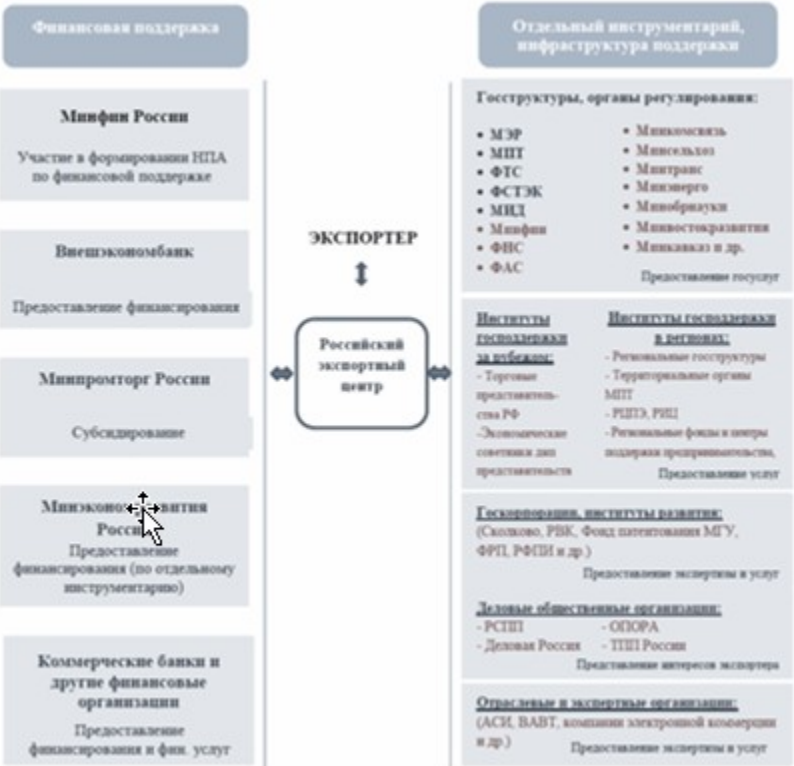 Финансовая поддержка
Минфин России
Участие в формировании НПА
по финансовой поддержке
Внешэкономбанк
Предоставление финансирования
Минпромторг России
Субсидирование
России
Предоставление
финансирования (по отдельному
инструментарию)
Коммерческие банки и
другие финансовые
организации
Предоставление
финансирования и фин. услуг
ЭКСПОРТЕР
Российский
экспортный
центр
Отдельный инструментарий,
инфраструктура поддержки
Госструктуры, органы регулирования:
• МЭР
• МПТ
• ФТС
• ФСТЭК
• МИД
• Минфин
• ФНС
• ФАС
• Минкомсвязь
• Минсельхоз
• Минтранс
• Минэнерго
• Минобрнауки
• Минвостокразвития
• Минкавказ и др.
Предоставление госуслуг
Институты
господдержки
за рубежом:
- Торговые
представитель-
ства РФ
-Экономические
советники дип
представительств
Институты господдержки
в регионах:
- Региональные госструктуры
- Территориальные органы
МПТ
- РЦПЭ, РИЦ
- Региональные фонды и центры
поддержки предпринимательства,
Предоставление услуг
Госкорпорации, институты развития:
(Сколково, РВК, Фонд патентования МГУ,
ФРП, РФПИ и др.)
Предоставление экспертизы и услуг
Деловые общественные организации:
- РСПП - ОПОРА
- Деловая Россия - ТПП России
Представление интересов экспортера
Отраслевые и экспертные организации:
(АСИ, ВАВТ, компании электронной коммерции
и др.)
Предоставление экспертизы и услуг